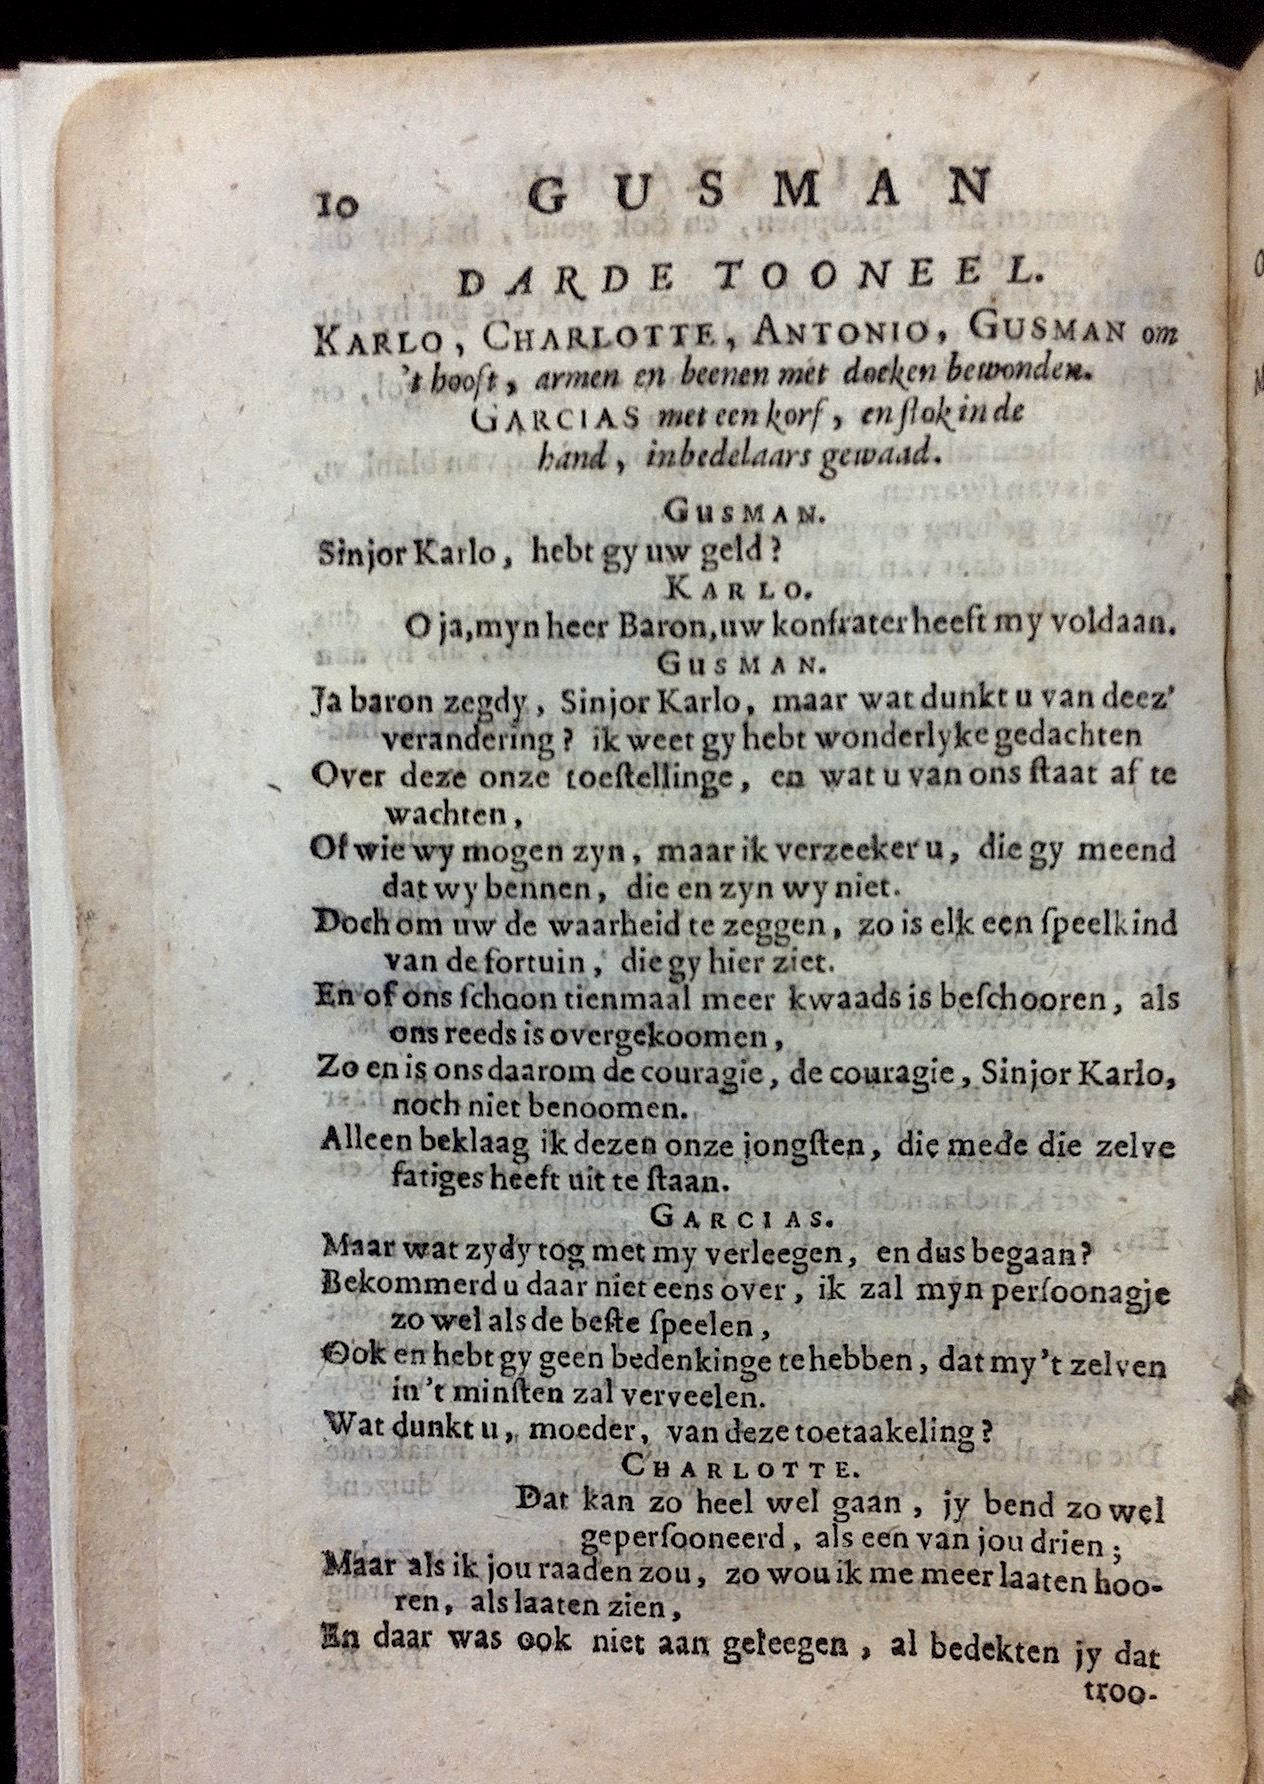 10 GUSMAN
DARDE TOONEEL.
KARLO, CHARLOTTE, ANTONIO, GUSMAN om
't hooft, armen en beenen met doeken bewonden.
GARCIAS met een korf, en ſtok in de
hand, in bedelaars gewaad.
GUSMAN.
Sinjor Karlo, hebt gy uw geld?
KARLO.
O ja, myn heer Baron, uw konfrater heeft my voldaan.
GUSMAN.
Ja baron zegdy, Sinjor Karlo, maar wat dunkt u van deez'
verandering? ik weet gy hebt wonderlyke gedachten
Over deze onze toeſtellinge, en wat u van ons ſtaat af te
wachten,
Of wie wy mogen zyn, maar ik verzeeker u, die gy meend
dat wy bennen, die en zyn wy niet.
Doch om uw de waarheid te zeggen, zo is elk een ſpeelkind
van de fortuin, die gy hier ziet.
En of ons ſchoon tienmaal meer kwaads is beſchooren, als
ons reeds is overgekoomen,
Zo en is ons daarom de couragie, de couragie, Sinjor Karlo,
noch niet benoomen.
Alleen beklaag ik dezen onze jongſten, die mede die zelve
fatiges heeft uit te ſtaan.
GARCIAS.
Maar wat zydy tog met my verleegen, en dus begaan?
Bekommerd u daar niet eens over, ik zal myn perſoonagje
zo wel als de beſte ſpeelen,
Ook en hebt gy geen bedenkinge te hebben, dat my 't zelven
in 't minſten zal verveelen.
Wat dunkt u, moeder, van deze toetaakeling?
CHARLOTTE.
Dat kan zo heel wel gaan, jy bend zo wel
geperſooneerd, als een van jou drien;
Maar als ik jou raaden zou, zo wou ik me meer laaten hoo-
ren, als laaten zien,
En daar was ook niet aan geleegen, al bedekten jy dat
troo-